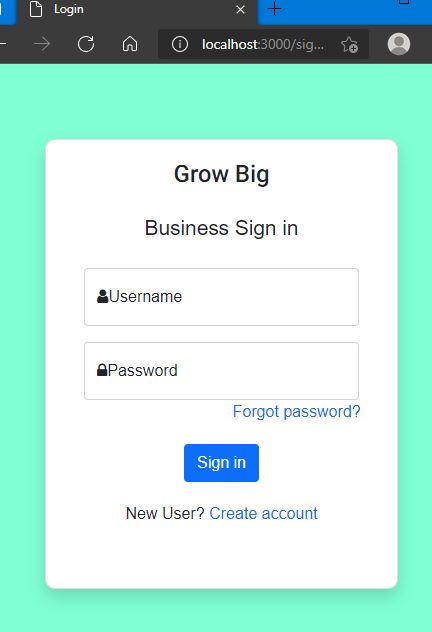 Login
localhost:3000/sig...
Grow Big
Business Sign in
Username
Password
Forgot password?
Sign in
New User? Create account